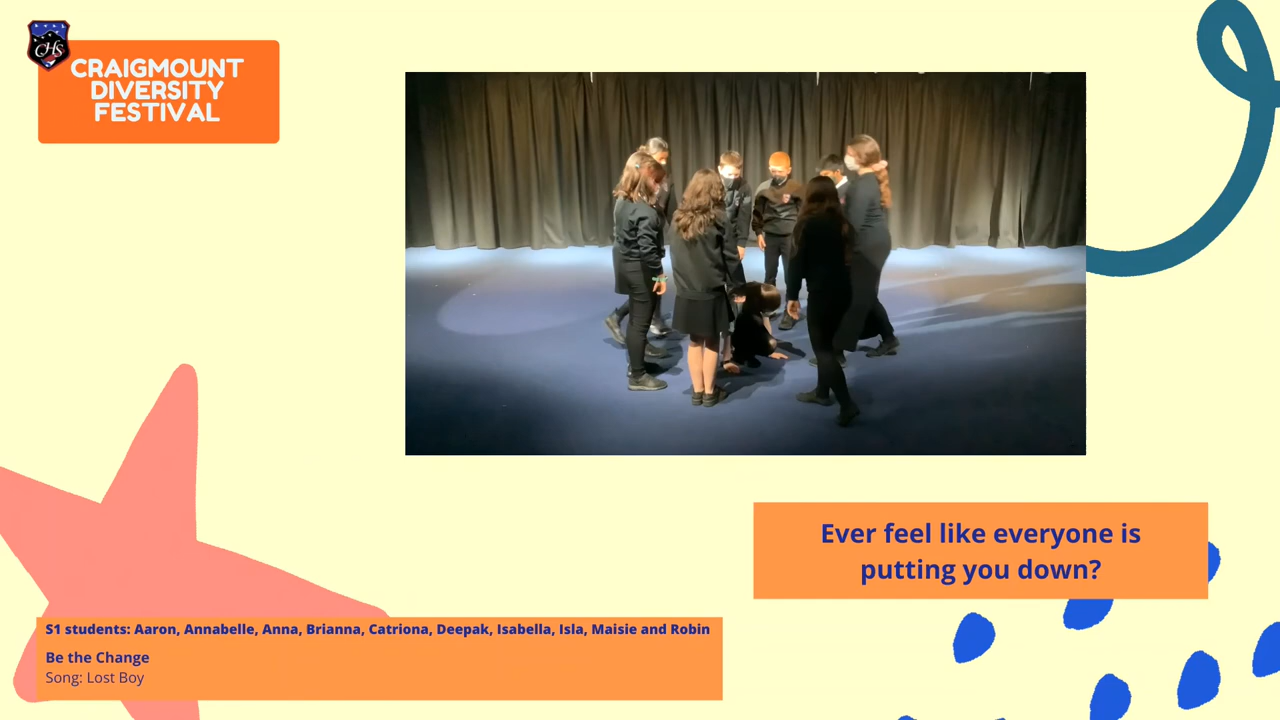 CHS
CRAIGMOUNT
DIVERSITY
FESTIVAL
Ever feel like everyone is
putting you down?
S1 students: Aaron, Annabelle, Anna, Brianna, Catriona, Deepak, Isabella, Isla, Maisie and Robin
Be the Change
Song: Lost Boy